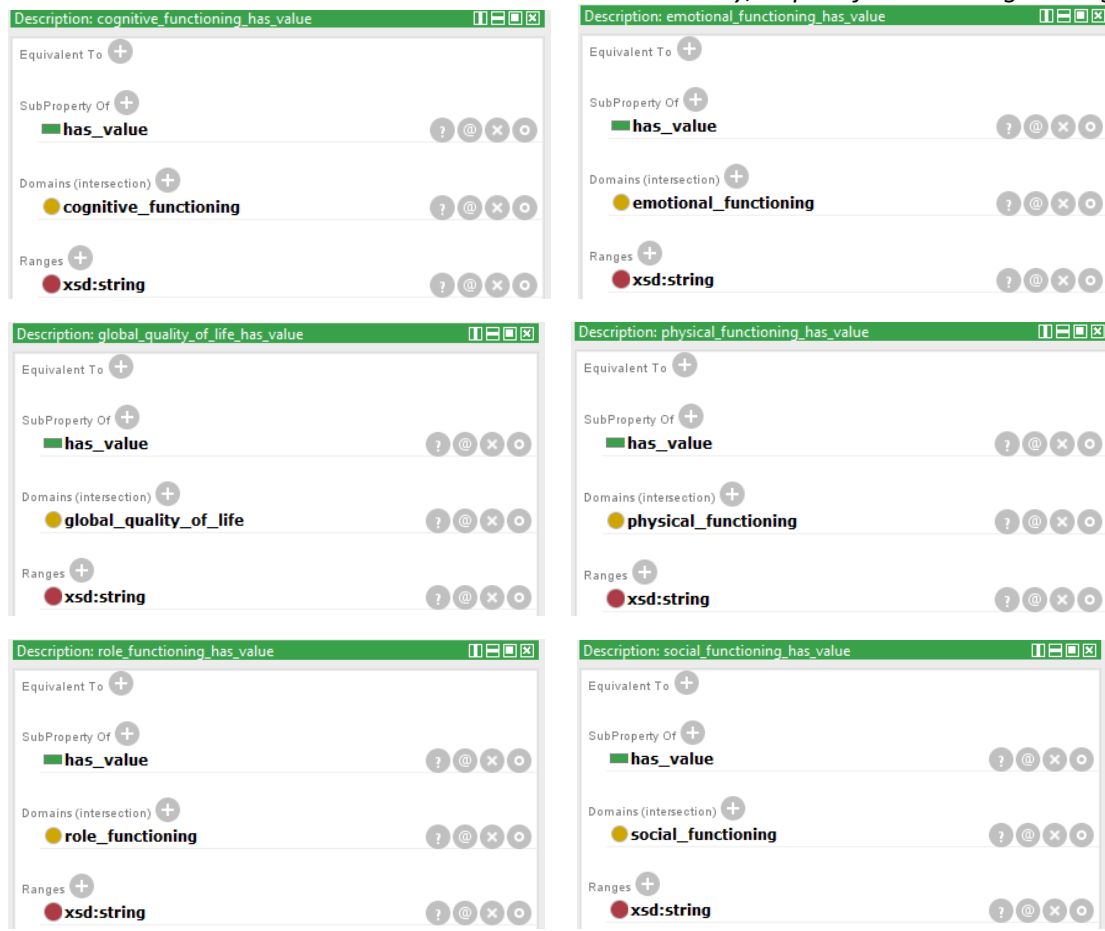 Description: cognitive_functioning_has_value
Equivalent To
SubProperty Of
has_value
Domains (intersection)
cognitive_functioning
Ranges
xsd:string
Description: emotional_functioning_has_value
Equivalent To
SubProperty Of
has_value
Domains (intersection)
emotional_functioning
Ranges
xsd:string
Description: global_quality_of_life_has_value
Equivalent To
SubProperty Of
has_value
Domains (intersection)
global_quality_of_life
Ranges
xsd:string
Description: physical_functioning_has_value
Equivalent To
SubProperty Of
has_value
Domains (intersection)
physical_functioning
Ranges
xsd:string
Description: role_functioning_has_value
Equivalent To
SubProperty Of
has_value
Domains (intersection)
role_functioning
Ranges
xsd:string
Description: social_functioning_has_value
Equivalent To
SubProperty Of
has_value
Domains (intersection)
social_functioning
Ranges
xsd:string